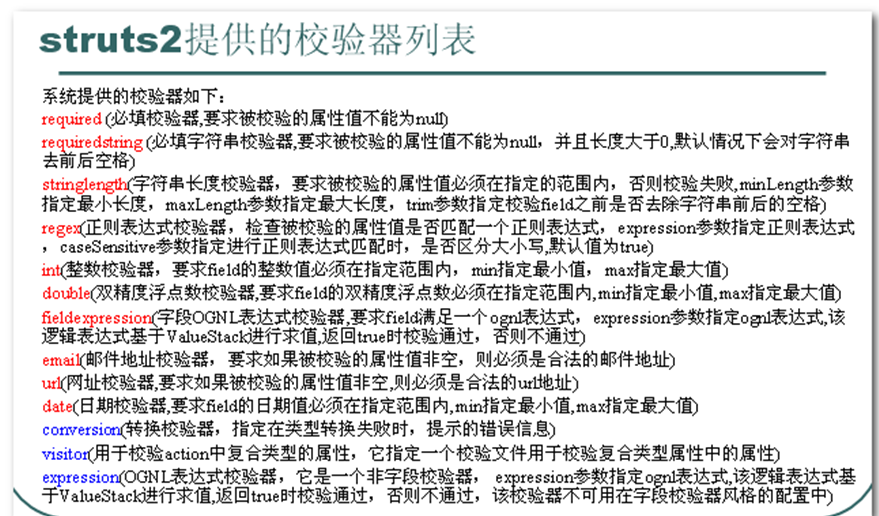 struts2提供的校验器列表
系统提供的校验器如下：
required (必填校验器,要求被校验的属性值不能为null)
requiredstring (必填字符串校验器,要求被校验的属性值不能为null，并且长度大于0,默认情况下会对字符串
去前后空格)
stringlength(字符串长度校验器，要求被校验的属性值必须在指定的范围内，否则校验失败,minLength参数
指定最小长度，maxLength参数指定最大长度，trim参数指定校验field之前是否去除字符串前后的空格)
regex(正则表达式校验器，检查被校验的属性值是否匹配一个正则表达式，expression参数指定正则表达式
，caseSensitive参数指定进行正则表达式匹配时，是否区分大小写,默认值为true)
int(整数校验器，要求field的整数值必须在指定范围内，min指定最小值，max指定最大值)
double(双精度浮点数校验器,要求field的双精度浮点数必须在指定范围内,min指定最小值,max指定最大值)
fieldexpression(字段OGNL表达式校验器,要求field满足一个ognl表达式，expression参数指定ognl表达式,该
逻辑表达式基于ValueStack进行求值,返回true时校验通过，否则不通过)
email(邮件地址校验器，要求如果被校验的属性值非空，则必须是合法的邮件地址)
url(网址校验器,要求如果被校验的属性值非空,则必须是合法的url地址)
date(日期校验器,要求field的日期值必须在指定范围内,min指定最小值,max指定最大值)
conversion(转换校验器，指定在类型转换失败时，提示的错误信息)
visitor(用于校验action中复合类型的属性，它指定一个校验文件用于校验复合类型属性中的属性)
expression(OGNL表达式校验器，它是一个非字段校验器， expression参数指定ognl表达式,该逻辑表达式基
于ValueStack进行求值,返回true时校验通过，否则不通过，该校验器不可用在字段校验器风格的配置中)